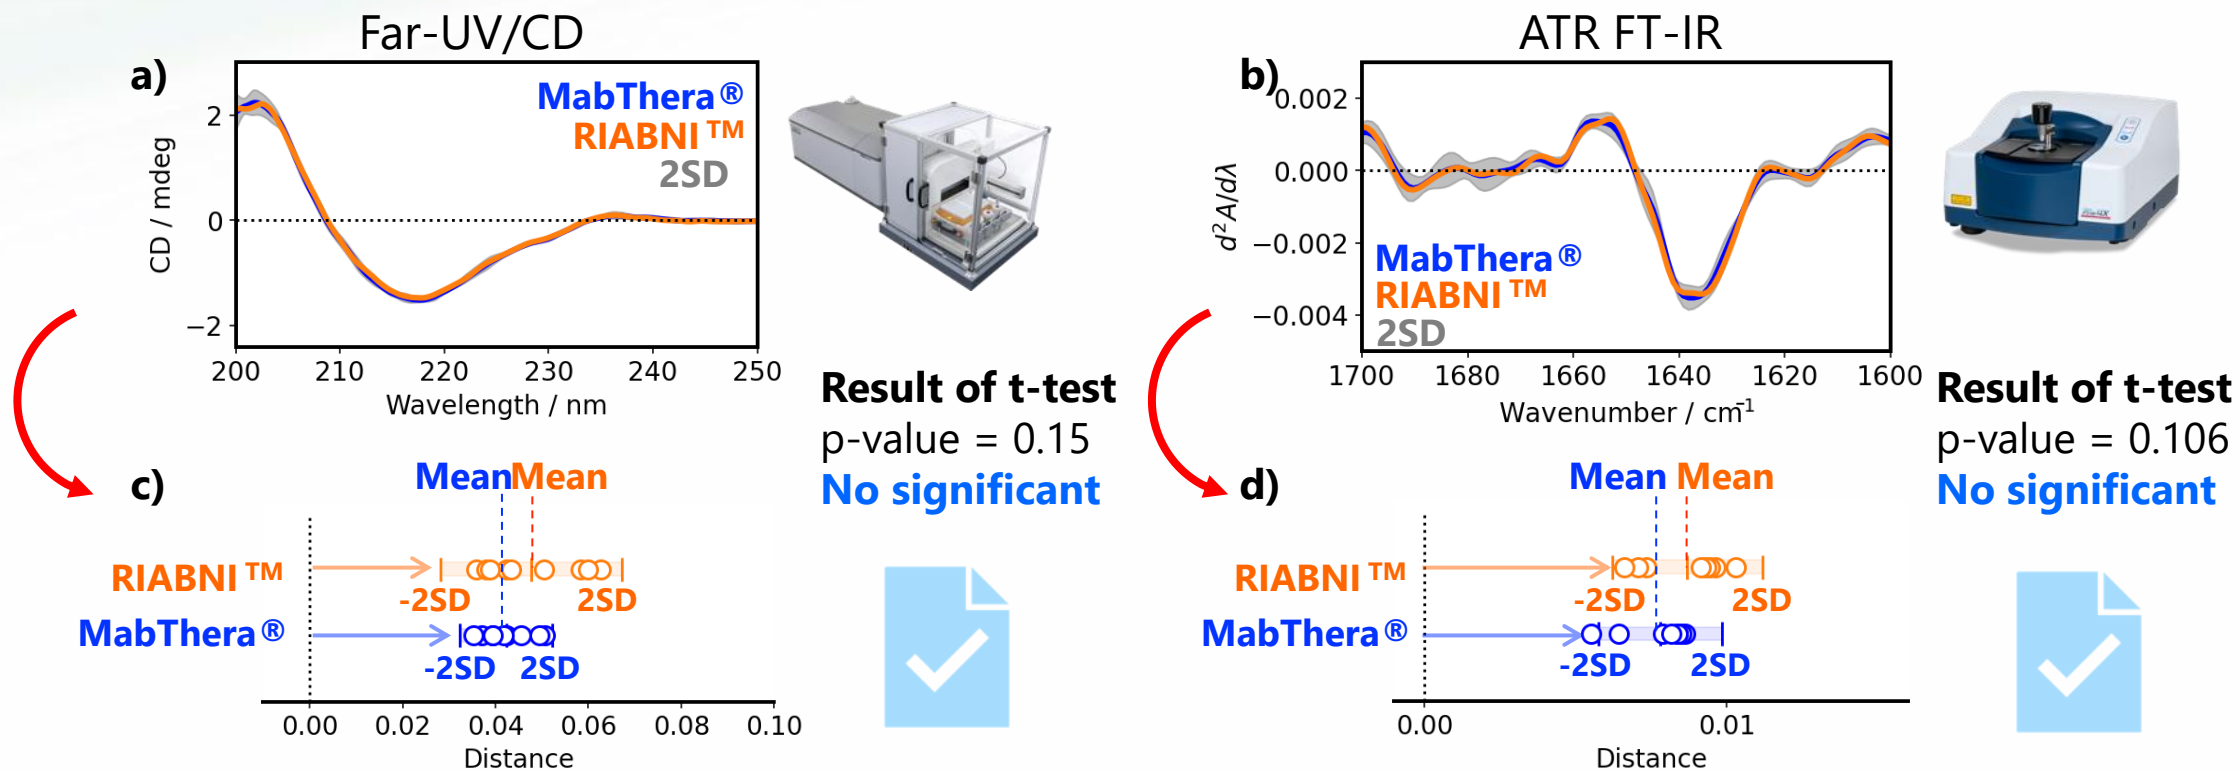 Far-UV/CD
a)
MabThera®
RIABNI™
2SD
CD / mdeg
2
0
−2
200 210 220 230 240 250
Wavelength / nm
Result of t-test
p-value = 0.15
No significant
c)
Mean Mean
RIABNI™
-2SD 2SD
MabThera®
-2SD 2SD
0.00 0.02 0.04 0.06 0.08 0.10
Distance
ATR FT-IR
b)
0.002
0.000
−0.002
−0.004
d²A/dλ
MabThera®
RIABNI™
2SD
1700 1680 1660 1640 1620 1600
Wavenumber / cm⁻¹
Result of t-test
p-value = 0.106
No significant
d)
Mean Mean
RIABNI™
-2SD 2SD
MabThera®
-2SD 2SD
0.00 0.01
Distance